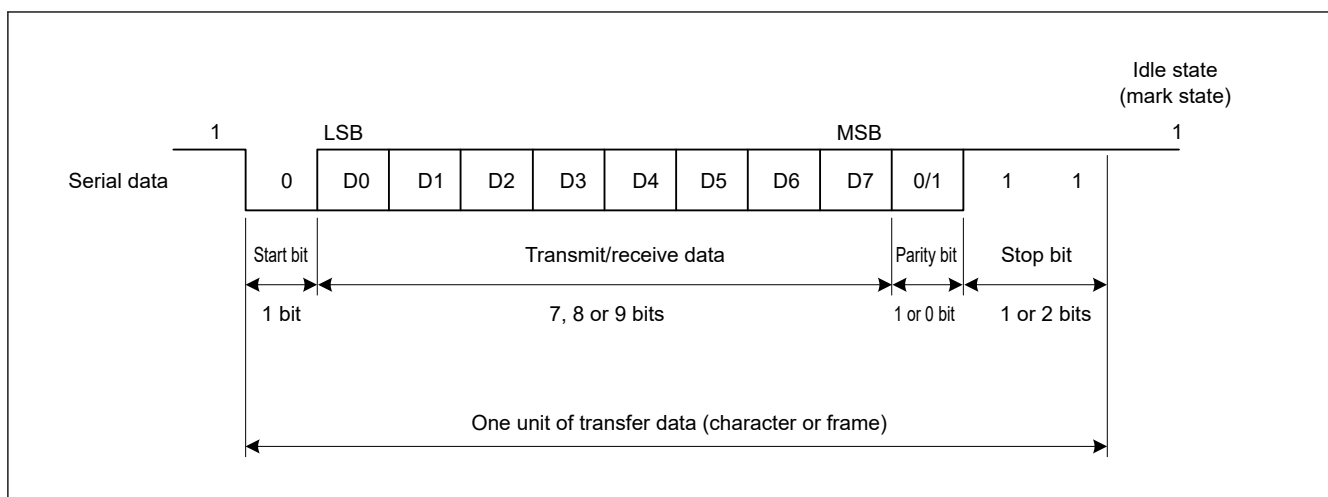 Idle state
(mark state)
1 LSB MSB 1
Serial data 0 D0 D1 D2 D3 D4 D5 D6 D7 0/1 1 1
Start bit Transmit/receive data Parity bit Stop bit
1 bit 7, 8 or 9 bits 1 or 0 bit 1 or 2 bits
One unit of transfer data (character or frame)